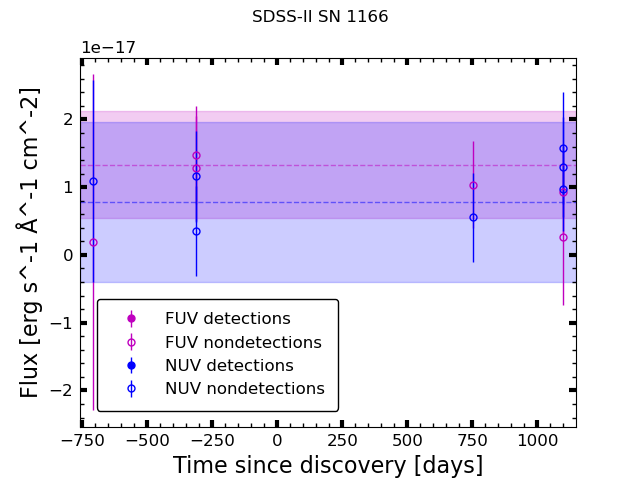 SDSS-II SN 1166
1e−17
2
1
0
−1
−2
Flux [erg s^-1 Å^-1 cm^-2]
FUV detections
FUV nondetections
NUV detections
NUV nondetections
−750 −500 −250 0 250 500 750 1000
Time since discovery [days]